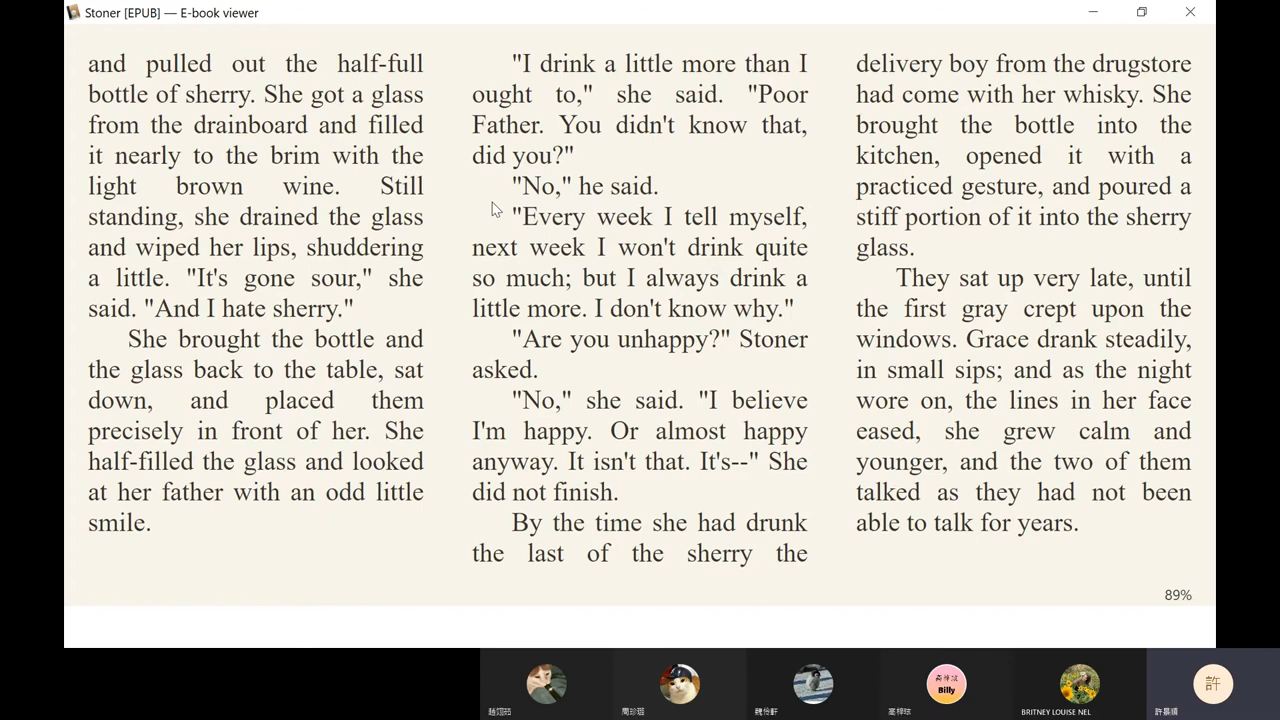 Stoner [EPUB] — E-book viewer
and pulled out the half-full
bottle of sherry. She got a glass
from the drainboard and filled
it nearly to the brim with the
light brown wine. Still
standing, she drained the glass
and wiped her lips, shuddering
a little. "It's gone sour," she
said. "And I hate sherry."
She brought the bottle and
the glass back to the table, sat
down, and placed them
precisely in front of her. She
half-filled the glass and looked
at her father with an odd little
smile.
"I drink a little more than I
ought to," she said. "Poor
Father. You didn't know that,
did you?"
"No," he said.
"Every week I tell myself,
next week I won't drink quite
so much; but I always drink a
little more. I don't know why."
"Are you unhappy?" Stoner
asked.
"No," she said. "I believe
I'm happy. Or almost happy
anyway. It isn't that. It's--" She
did not finish.
By the time she had drunk
the last of the sherry the
delivery boy from the drugstore
had come with her whisky. She
brought the bottle into the
kitchen, opened it with a
practiced gesture, and poured a
stiff portion of it into the sherry
glass.
They sat up very late, until
the first gray crept upon the
windows. Grace drank steadily,
in small sips; and as the night
wore on, the lines in her face
eased, she grew calm and
younger, and the two of them
talked as they had not been
able to talk for years.
89%
Billy
許
BRITNEY LOUISE NEL